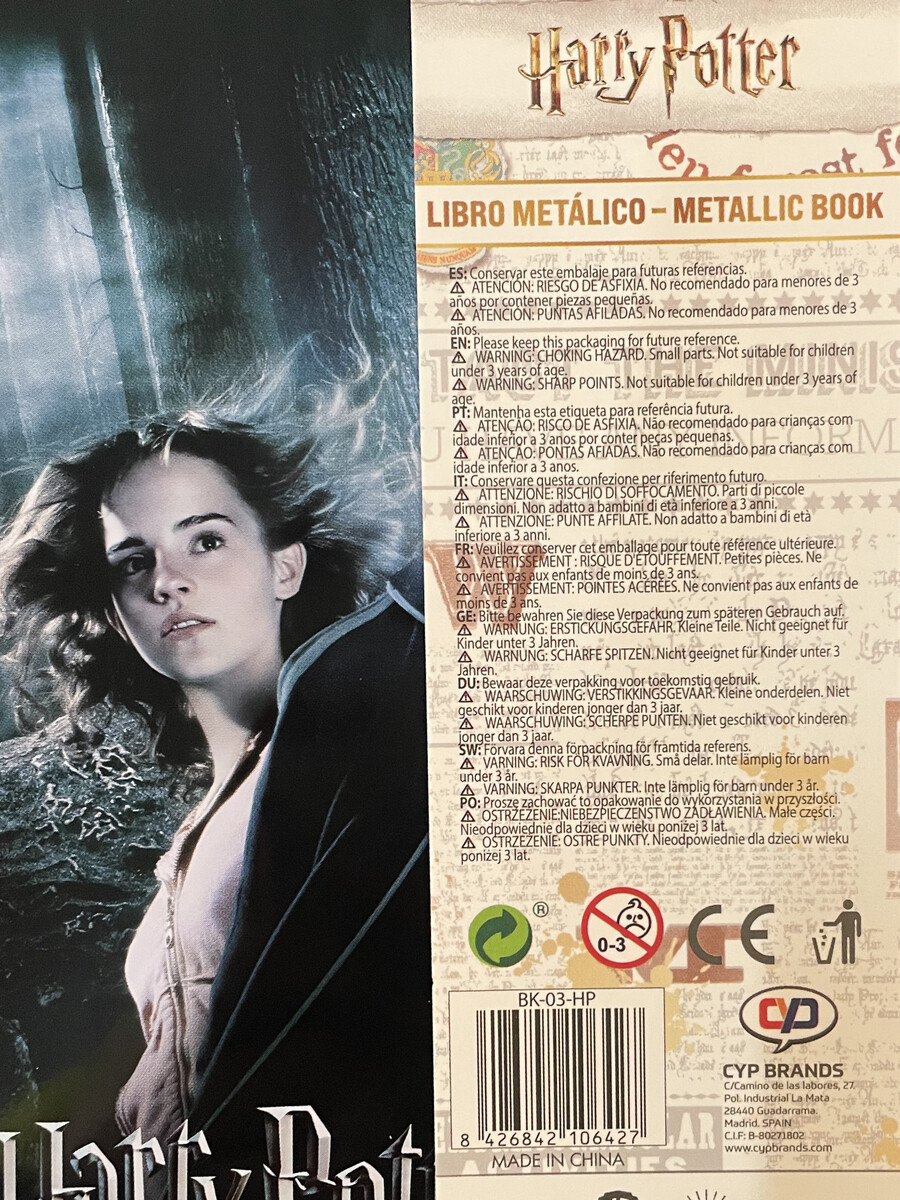 Harry Potter
LIBRO METÁLICO – METALLIC BOOK
ES: Conservar este embalaje para futuras referencias.
⚠ ATENCIÓN: RIESGO DE ASFIXIA. No recomendado para menores de 3
años por contener piezas pequeñas.
⚠ ATENCIÓN: PUNTAS AFILADAS. No recomendado para menores de 3
años.
EN: Please keep this packaging for future reference.
⚠ WARNING: CHOKING HAZARD. Small parts. Not suitable for children
under 3 years of age.
⚠ WARNING: SHARP POINTS. Not suitable for children under 3 years of
age.
PT: Mantenha esta etiqueta para referência futura.
⚠ ATENÇÃO: RISCO DE ASFIXIA. Não recomendado para crianças com
idade inferior a 3 anos por conter peças pequenas.
⚠ ATENÇÃO: PONTAS AFIADAS. Não recomendado para crianças com
idade inferior a 3 anos.
IT: Conservare questa confezione per riferimento futuro.
⚠ ATTENZIONE: RISCHIO DI SOFFOCAMENTO. Parti di piccole
dimensioni. Non adatto a bambini di età inferiore a 3 anni.
⚠ ATTENZIONE: PUNTE AFFILATE. Non adatto a bambini di età
inferiore a 3 anni.
FR: Veuillez conserver cet emballage pour toute référence ultérieure.
⚠ AVERTISSEMENT : RISQUE D'ÉTOUFFEMENT. Petites pièces. Ne
convient pas aux enfants de moins de 3 ans.
⚠ AVERTISSEMENT: POINTES ACÉRÉES. Ne convient pas aux enfants de
moins de 3 ans.
GE: Bitte bewahren Sie diese Verpackung zum späteren Gebrauch auf.
⚠ WARNUNG: ERSTICKUNGSGEFAHR. Kleine Teile. Nicht geeignet für
Kinder unter 3 Jahren.
⚠ WARNUNG: SCHARFE SPITZEN. Nicht geeignet für Kinder unter 3
Jahren.
DU: Bewaar deze verpakking voor toekomstig gebruik.
⚠ WAARSCHUWING: VERSTIKKINGSGEVAAR. Kleine onderdelen. Niet
geschikt voor kinderen jonger dan 3 jaar.
⚠ WAARSCHUWING: SCHERPE PUNTEN. Niet geschikt voor kinderen
jonger dan 3 jaar.
SW: Förvara denna förpackning för framtida referens.
⚠ VARNING: RISK FÖR KVÄVNING. Små delar. Inte lämplig för barn
under 3 år.
⚠ VARNING: SKARPA PUNKTER. Inte lämplig för barn under 3 år.
PO: Proszę zachować to opakowanie do wykorzystania w przyszłości.
⚠ OSTRZEŻENIE:NIEBEZPIECZEŃSTWO ZADŁAWIENIA. Małe części.
Nieodpowiednie dla dzieci w wieku poniżej 3 lat.
⚠ OSTRZEŻENIE: OSTRE PUNKTY. Nieodpowiednie dla dzieci w wieku
poniżej 3 lat.
®
0-3
CE
BK-03-HP
8 426842 106427
MADE IN CHINA
CYP
CYP BRANDS
C/Camino de las labores, 27.
Pol. Industrial La Mata
28440 Guadarrama.
Madrid. SPAIN
C.I.F: B-80271802
www.cypbrands.com
Harry Pot